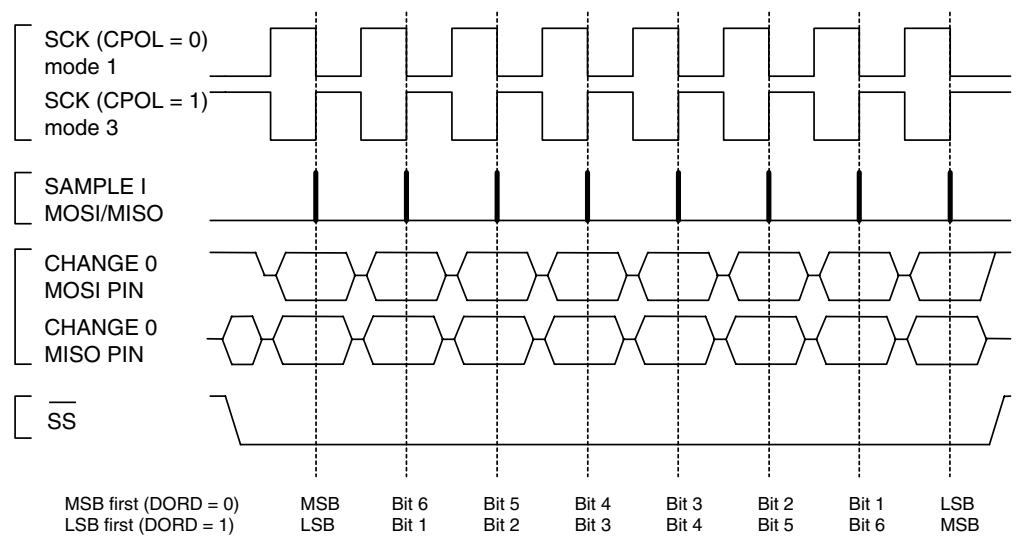 SCK (CPOL = 0)
mode 1
SCK (CPOL = 1)
mode 3
SAMPLE I
MOSI/MISO
CHANGE 0
MOSI PIN
CHANGE 0
MISO PIN
SS
MSB first (DORD = 0) MSB Bit 6 Bit 5 Bit 4 Bit 3 Bit 2 Bit 1 LSB
LSB first (DORD = 1) LSB Bit 1 Bit 2 Bit 3 Bit 4 Bit 5 Bit 6 MSB